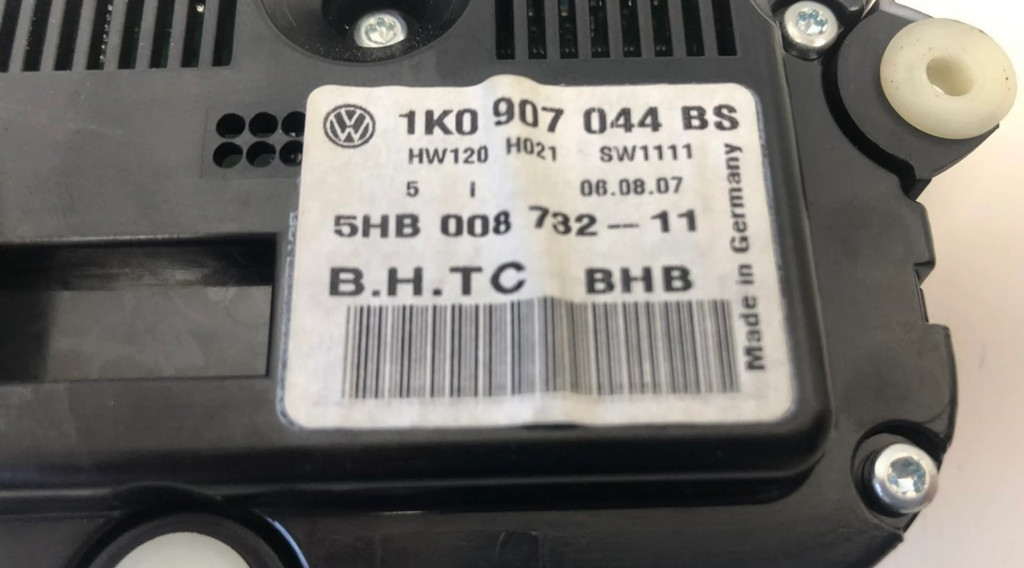 1K0 907 044 BS
HW120 H021 SW1111
5 I 06.08.07
5HB 008 732-11
B.H.TC BHB
Made in Germany